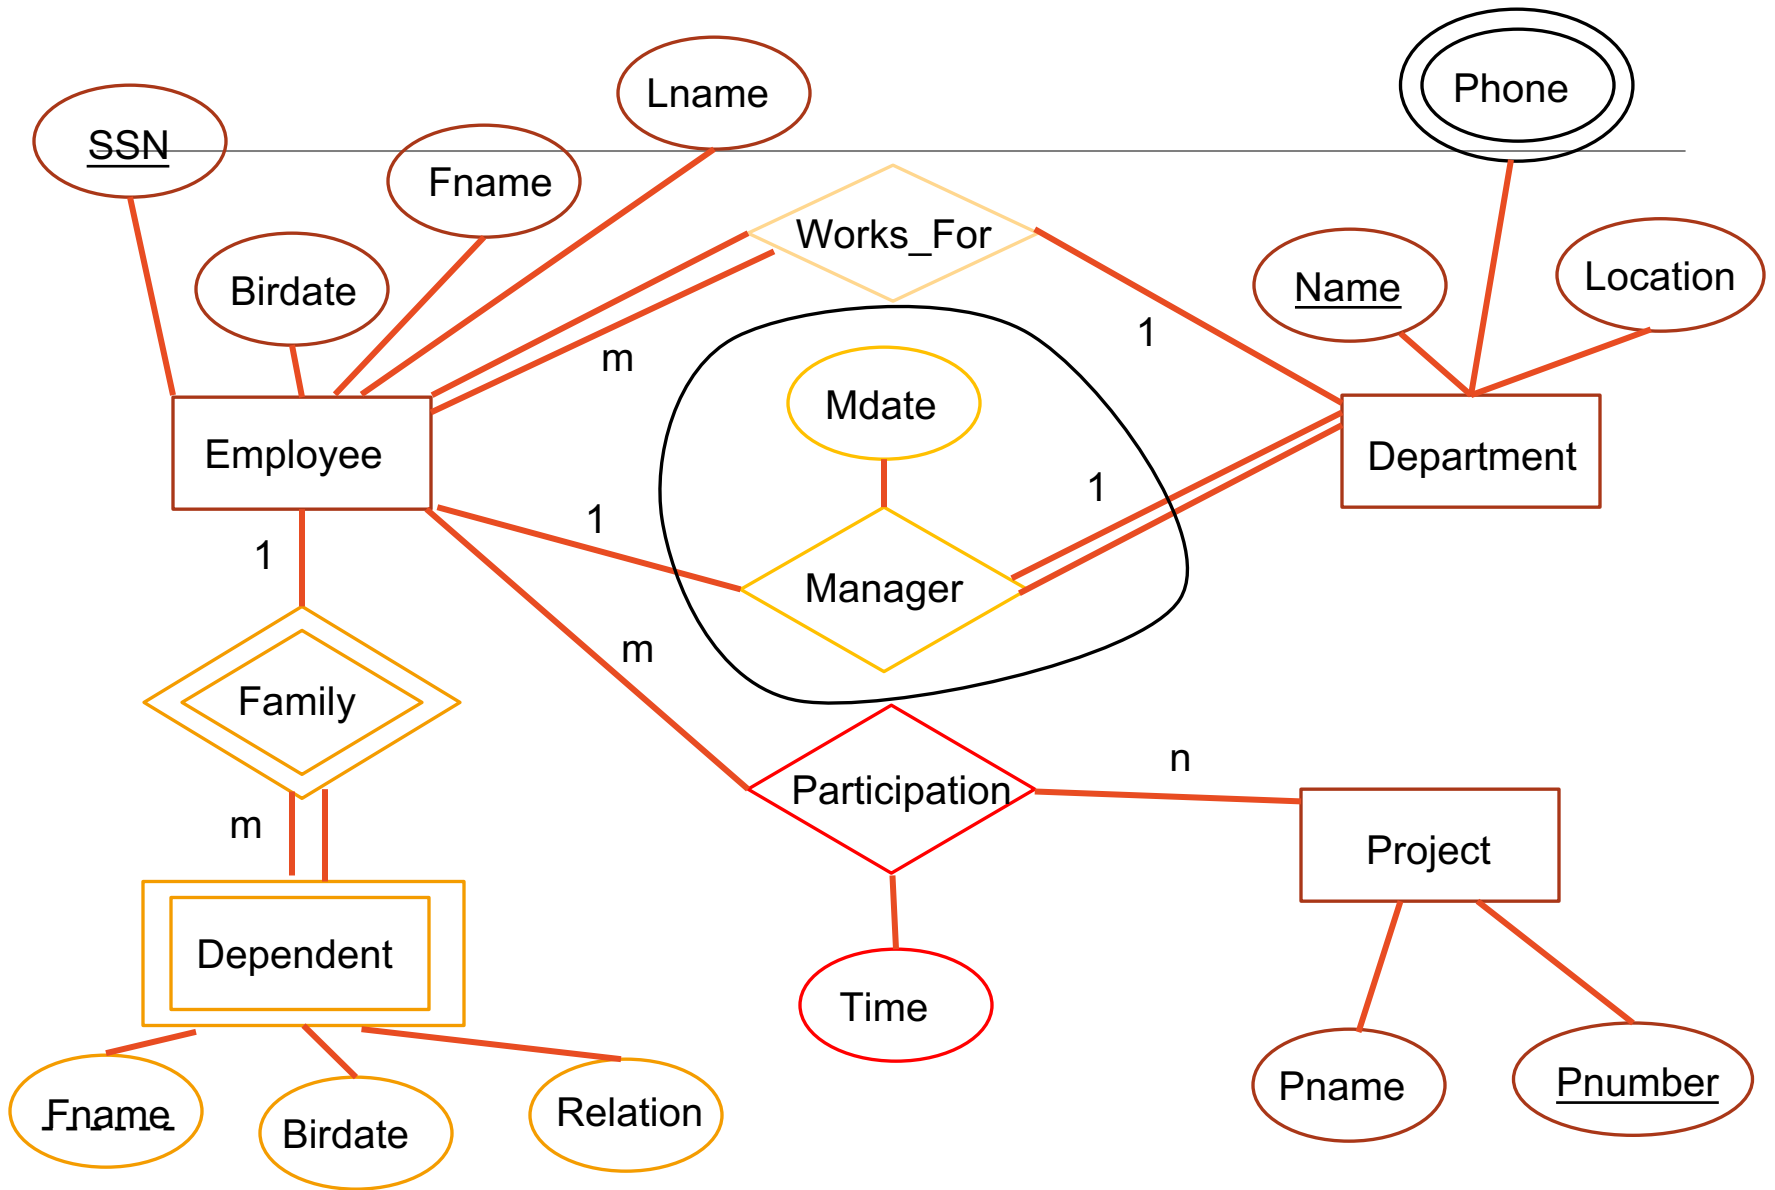 Lname
Phone
SSN
Fname
Works_For
Birdate
Name
Location
m
1
Mdate
Employee
Department
1
1
1
Manager
m
Family
Participation
n
m
Project
Dependent
Time
Fname
Birdate
Relation
Pname
Pnumber